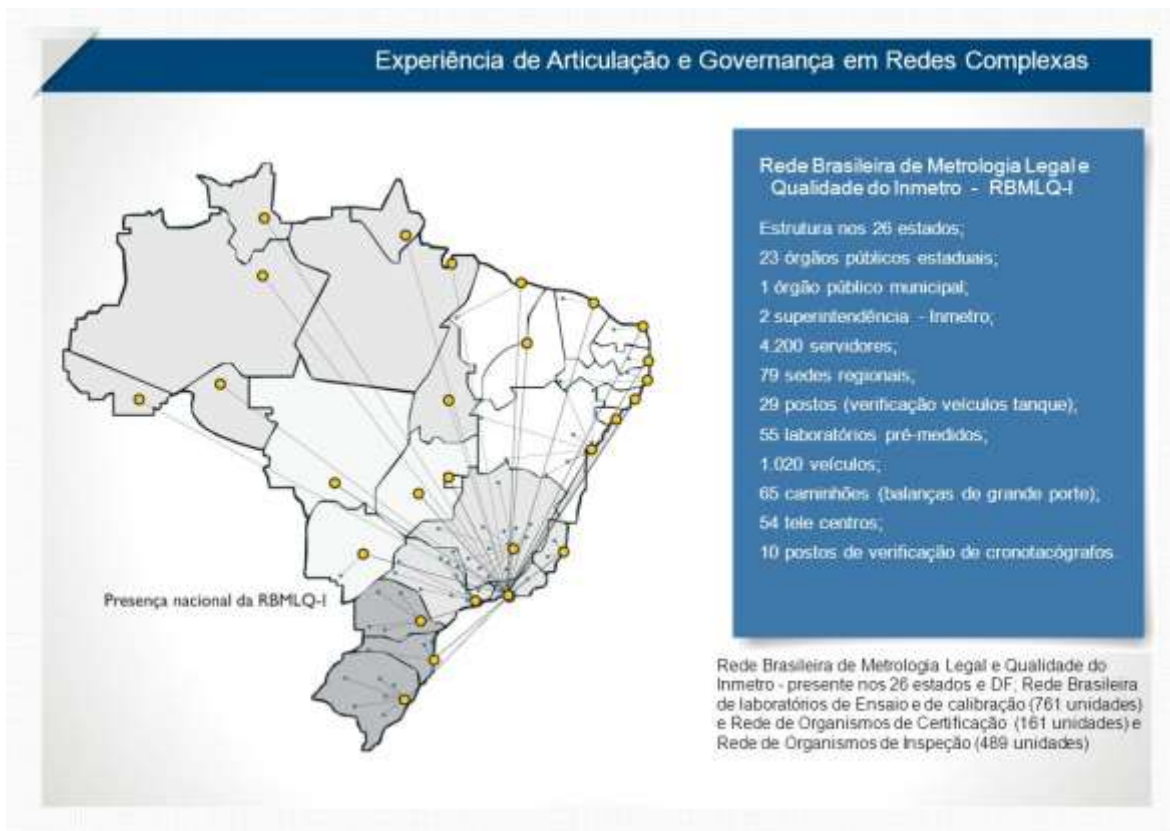 Experiência de Articulação e Governança em Redes Complexas
Rede Brasileira de Metrologia Legal e
Qualidade do Inmetro - RBMLQ-I
Estrutura nos 26 estados;
23 órgãos públicos estaduais;
1 órgão público municipal;
2 superintendência - Inmetro;
4.200 servidores;
79 sedes regionais;
29 postos (verificação veículos tanque);
55 laboratórios pré-medidos;
1.020 veículos;
65 caminhões (balanças de grande porte);
54 tele centros;
10 postos de verificação de cronotacógrafos.
Presença nacional da RBMLQ-I
Rede Brasileira de Metrologia Legal e Qualidade do
Inmetro - presente nos 26 estados e DF; Rede Brasileira
de laboratórios de Ensaio e de calibração (761 unidades)
e Rede de Organismos de Certificação (161 unidades) e
Rede de Organismos de Inspeção (489 unidades)